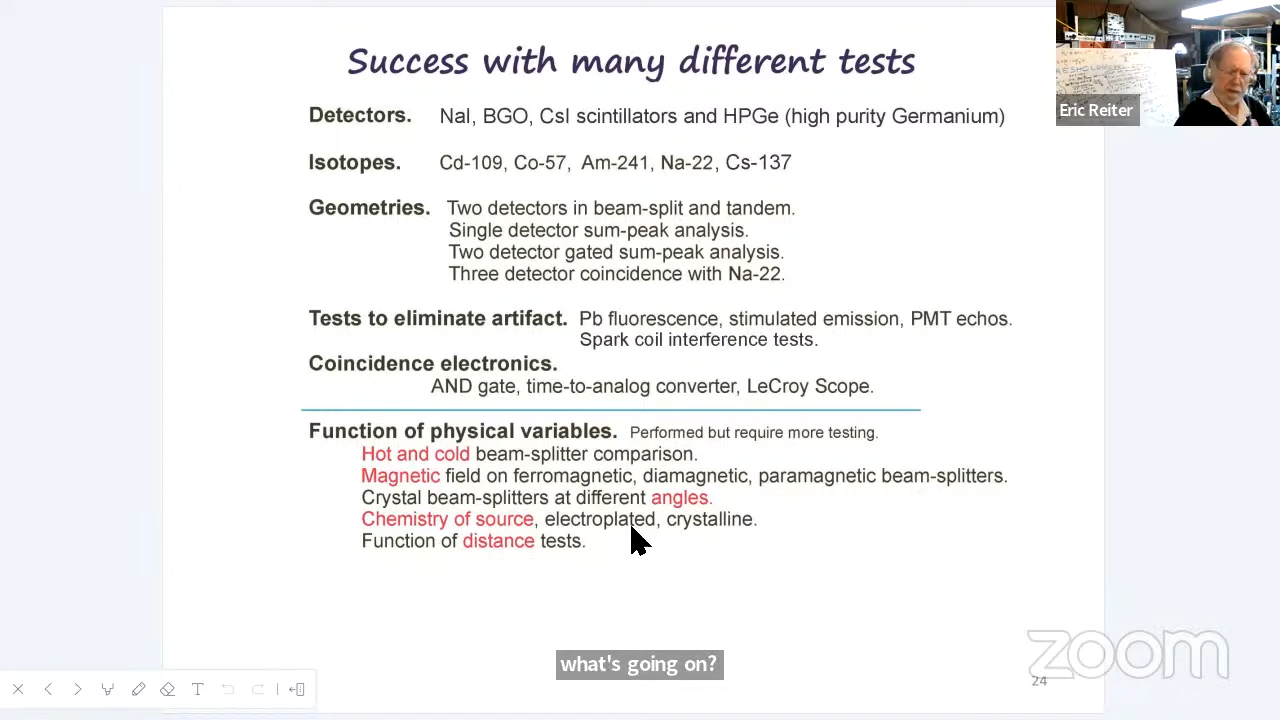 Success with many different tests
Eric Reiter
Detectors. NaI, BGO, CsI scintillators and HPGe (high purity Germanium)
Isotopes. Cd-109, Co-57, Am-241, Na-22, Cs-137
Geometries. Two detectors in beam-split and tandem.
Single detector sum-peak analysis.
Two detector gated sum-peak analysis.
Three detector coincidence with Na-22.
Tests to eliminate artifact. Pb fluorescence, stimulated emission, PMT echos.
Spark coil interference tests.
Coincidence electronics.
AND gate, time-to-analog converter, LeCroy Scope.
Function of physical variables. Performed but require more testing.
Hot and cold beam-splitter comparison.
Magnetic field on ferromagnetic, diamagnetic, paramagnetic beam-splitters.
Crystal beam-splitters at different angles.
Chemistry of source, electroplated, crystalline.
Function of distance tests.
what's going on?
zoom
24